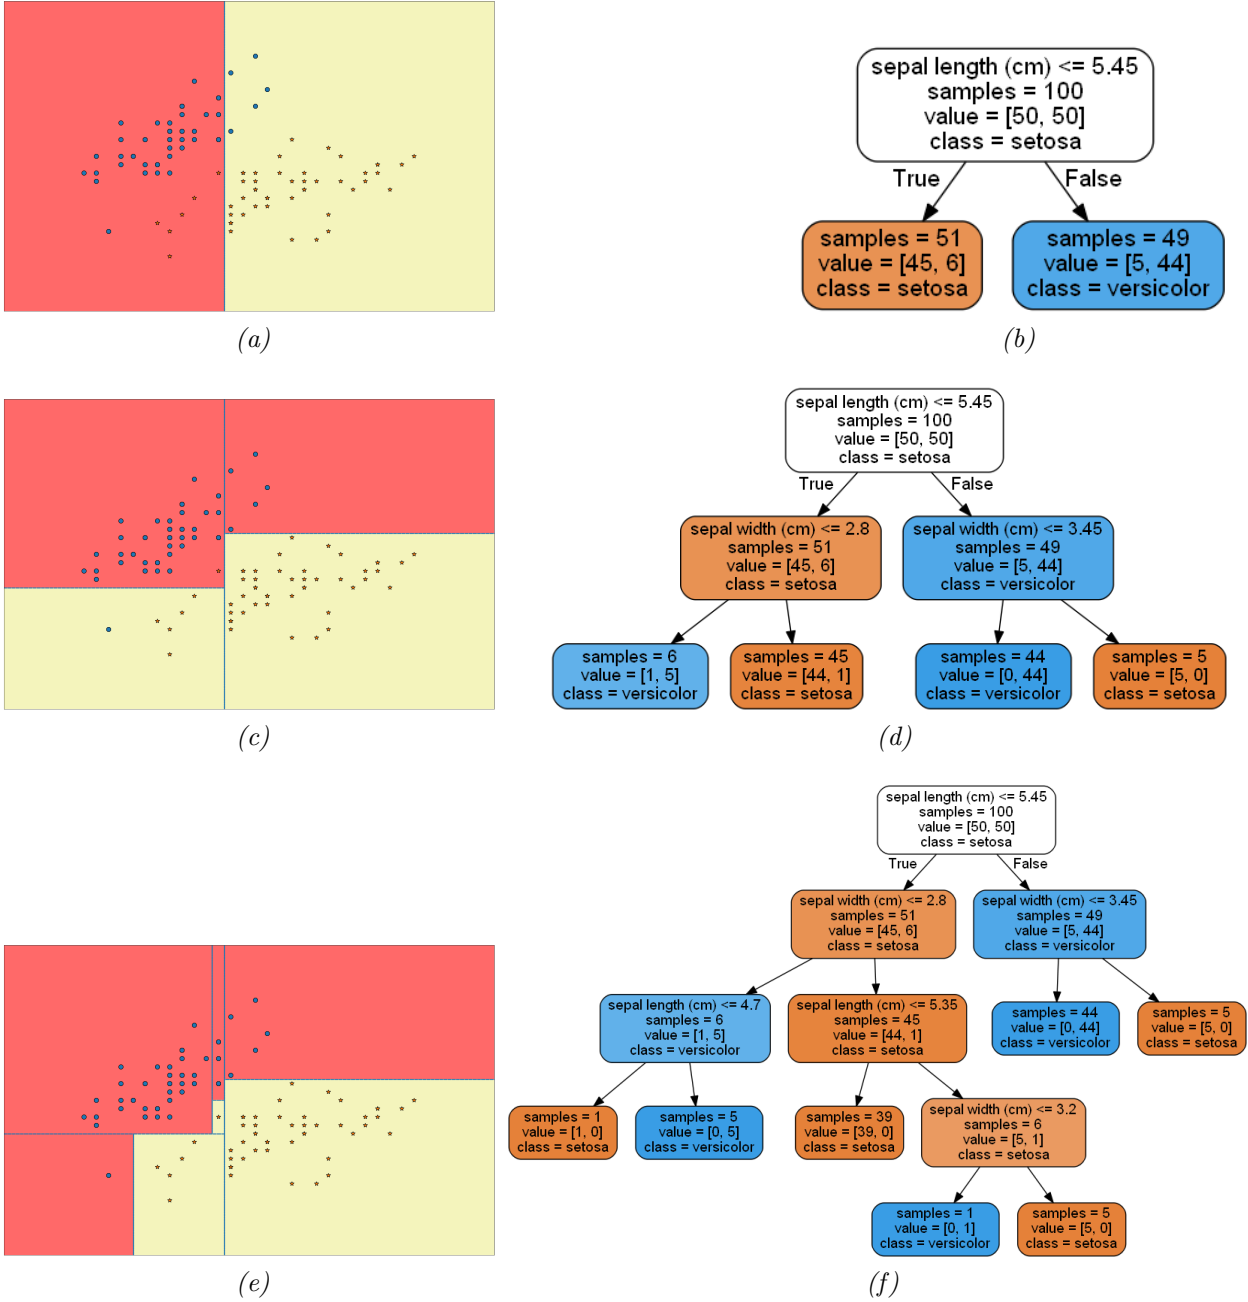 sepal length (cm) <= 5.45
samples = 100
value = [50, 50]
class = setosa
True
False
samples = 51
value = [45, 6]
class = setosa
samples = 49
value = [5, 44]
class = versicolor
(a)
(b)
sepal length (cm) <= 5.45
samples = 100
value = [50, 50]
class = setosa
True
False
sepal width (cm) <= 2.8
samples = 51
value = [45, 6]
class = setosa
sepal width (cm) <= 3.45
samples = 49
value = [5, 44]
class = versicolor
samples = 6
value = [1, 5]
class = versicolor
samples = 45
value = [44, 1]
class = setosa
samples = 44
value = [0, 44]
class = versicolor
samples = 5
value = [5, 0]
class = setosa
(c)
(d)
sepal length (cm) <= 5.45
samples = 100
value = [50, 50]
class = setosa
True
False
sepal width (cm) <= 2.8
samples = 51
value = [45, 6]
class = setosa
sepal width (cm) <= 3.45
samples = 49
value = [5, 44]
class = versicolor
sepal length (cm) <= 4.7
samples = 6
value = [1, 5]
class = versicolor
sepal length (cm) <= 5.35
samples = 45
value = [44, 1]
class = setosa
samples = 44
value = [0, 44]
class = versicolor
samples = 5
value = [5, 0]
class = setosa
samples = 1
value = [1, 0]
class = setosa
samples = 5
value = [0, 5]
class = versicolor
samples = 39
value = [39, 0]
class = setosa
sepal width (cm) <= 3.2
samples = 6
value = [5, 1]
class = setosa
samples = 1
value = [0, 1]
class = versicolor
samples = 5
value = [5, 0]
class = setosa
(e)
(f)